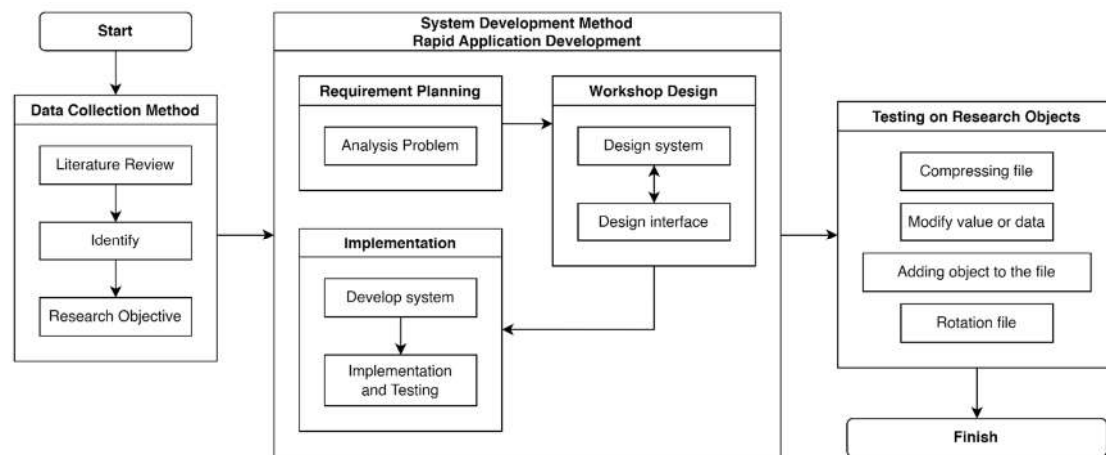 Start
Data Collection Method
Literature Review
Identify
Research Objective
System Development Method
Rapid Application Development
Requirement Planning
Analysis Problem
Workshop Design
Design system
Design interface
Implementation
Develop system
Implementation
and Testing
Testing on Research Objects
Compressing file
Modify value or data
Adding object to the file
Rotation file
Finish